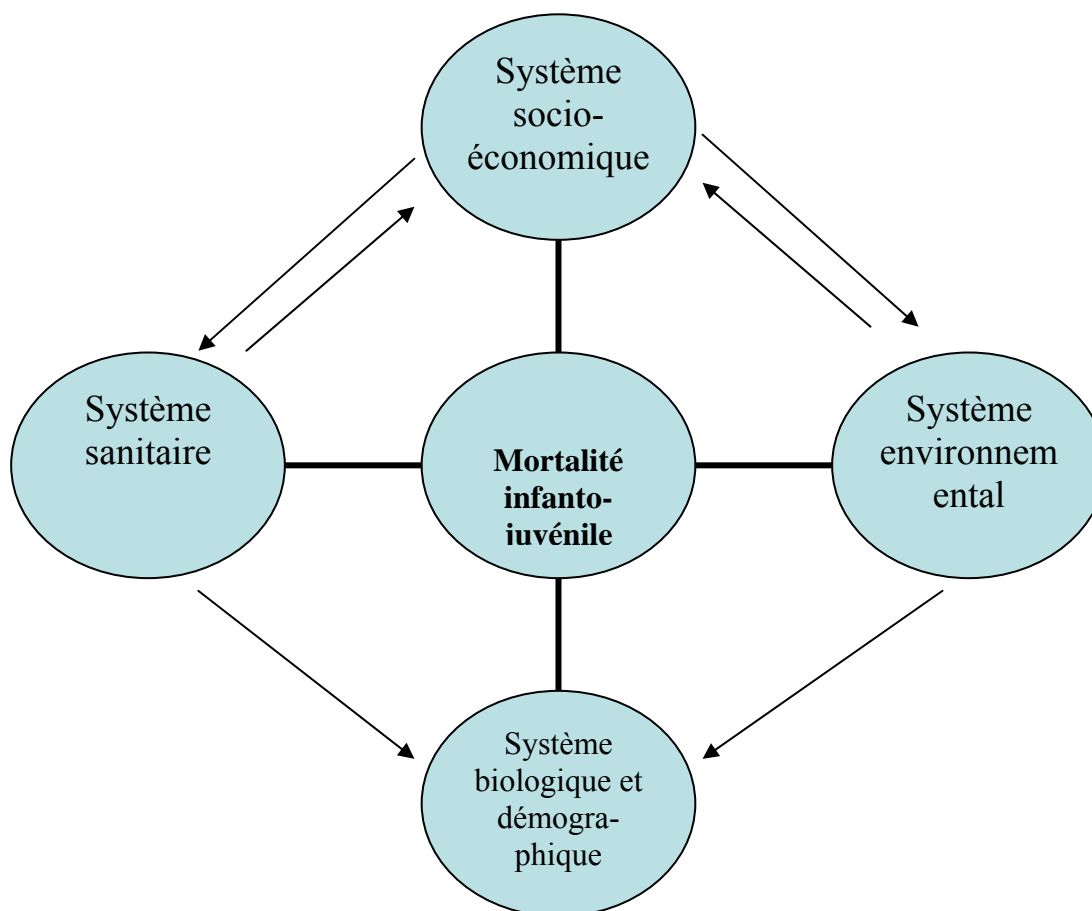 Système
socio-
économique
Système
sanitaire
Mortalité
infanto-
iuvénile
Système
environnem
ental
Système
biologique et
démogra-
phique